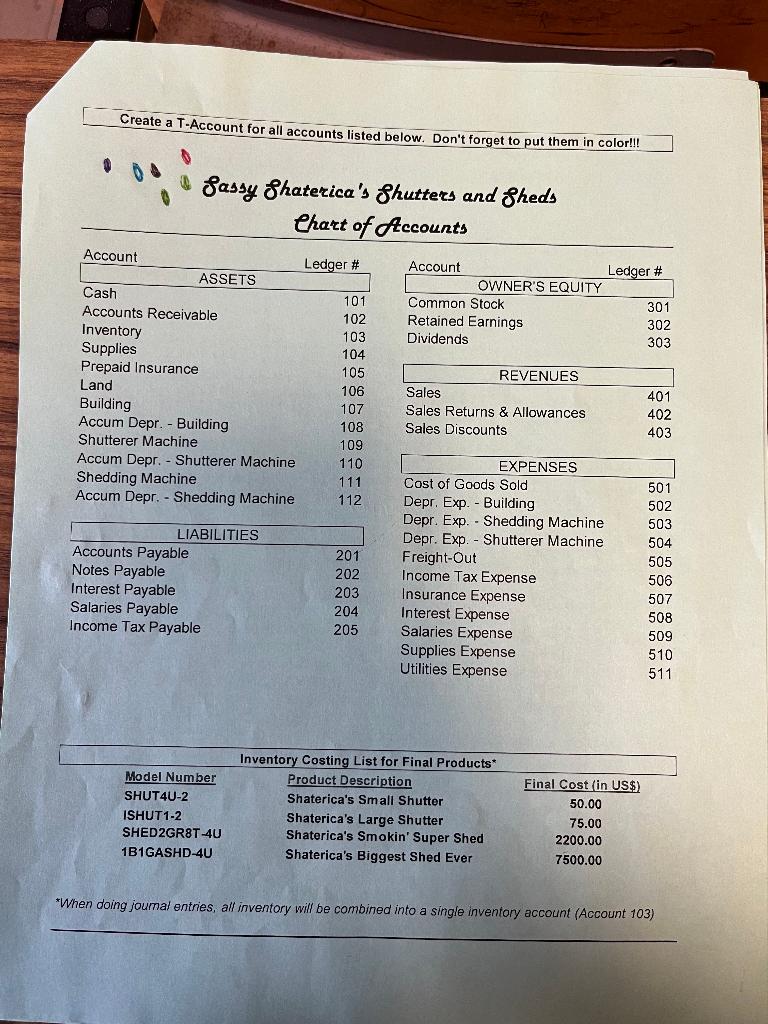 Create a T-Account for all accounts listed below. Don't forget to put them in color!!!
Sassy Shaterica's Shutters and Sheds
Chart of Accounts
Account Ledger #
ASSETS
Cash 101
Accounts Receivable 102
Inventory 103
Supplies 104
Prepaid Insurance 105
Land 106
Building 107
Accum Depr. - Building 108
Shutterer Machine 109
Accum Depr. - Shutterer Machine 110
Shedding Machine 111
Accum Depr. - Shedding Machine 112
LIABILITIES
Accounts Payable 201
Notes Payable 202
Interest Payable 203
Salaries Payable 204
Income Tax Payable 205
Account Ledger #
OWNER'S EQUITY
Common Stock 301
Retained Earnings 302
Dividends 303
REVENUES
Sales 401
Sales Returns & Allowances 402
Sales Discounts 403
EXPENSES
Cost of Goods Sold 501
Depr. Exp. - Building 502
Depr. Exp. - Shedding Machine 503
Depr. Exp. - Shutterer Machine 504
Freight-Out 505
Income Tax Expense 506
Insurance Expense 507
Interest Expense 508
Salaries Expense 509
Supplies Expense 510
Utilities Expense 511
Inventory Costing List for Final Products*
Model Number Product Description Final Cost (in US$)
SHUT4U-2 Shaterica's Small Shutter 50.00
ISHUT1-2 Shaterica's Large Shutter 75.00
SHED2GR8T-4U Shaterica's Smokin' Super Shed 2200.00
1B1GASHD-4U Shaterica's Biggest Shed Ever 7500.00
*When doing journal entries, all inventory will be combined into a single inventory account (Account 103)